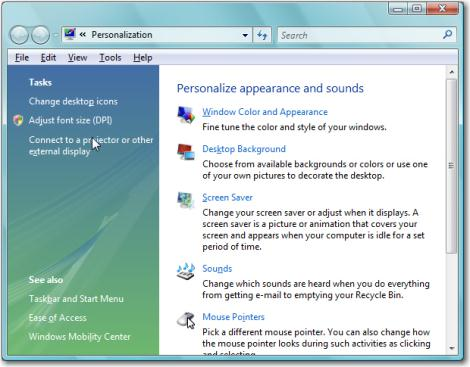 Personalization
Search
File Edit View Tools Help
Tasks
Change desktop icons
Adjust font size (DPI)
Connect to a projector or other
external display
See also
Taskbar and Start Menu
Ease of Access
Windows Mobility Center
Personalize appearance and sounds
Window Color and Appearance
Fine tune the color and style of your windows.
Desktop Background
Choose from available backgrounds or colors or use one
of your own pictures to decorate the desktop.
Screen Saver
Change your screen saver or adjust when it displays. A
screen saver is a picture or animation that covers your
screen and appears when your computer is idle for a set
period of time.
Sounds
Change which sounds are heard when you do everything
from getting e-mail to emptying your Recycle Bin.
Mouse Pointers
Pick a different mouse pointer. You can also change how
the mouse pointer looks during such activities as clicking
and selecting.